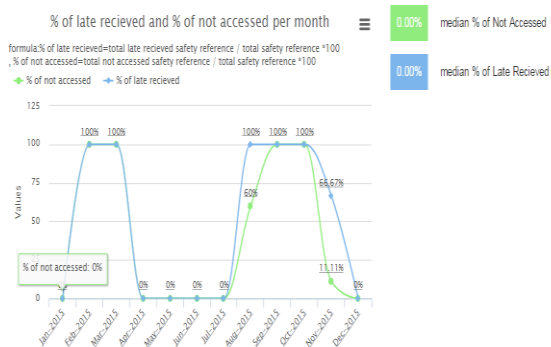 % of late recieved and % of not accessed per month
formula:% of late recieved=total late recieved safety reference / total safety reference *100
, % of not accessed=total not accessed safety reference / total safety reference *100
% of not accessed
% of late recieved
0.00%
median % of Not Accessed
0.00%
median % of Late Recieved
Values
125
100
75
50
0
100%
100%
0%
0%
0%
0%
60%
100%
100%
100%
66.67%
11.11%
0%
% of not accessed: 0%
Jan-2015
Feb-2015
Mar-2015
Apr-2015
May-2015
Jun-2015
Jul-2015
Aug-2015
Sep-2015
Oct-2015
Nov-2015
Dec-2015